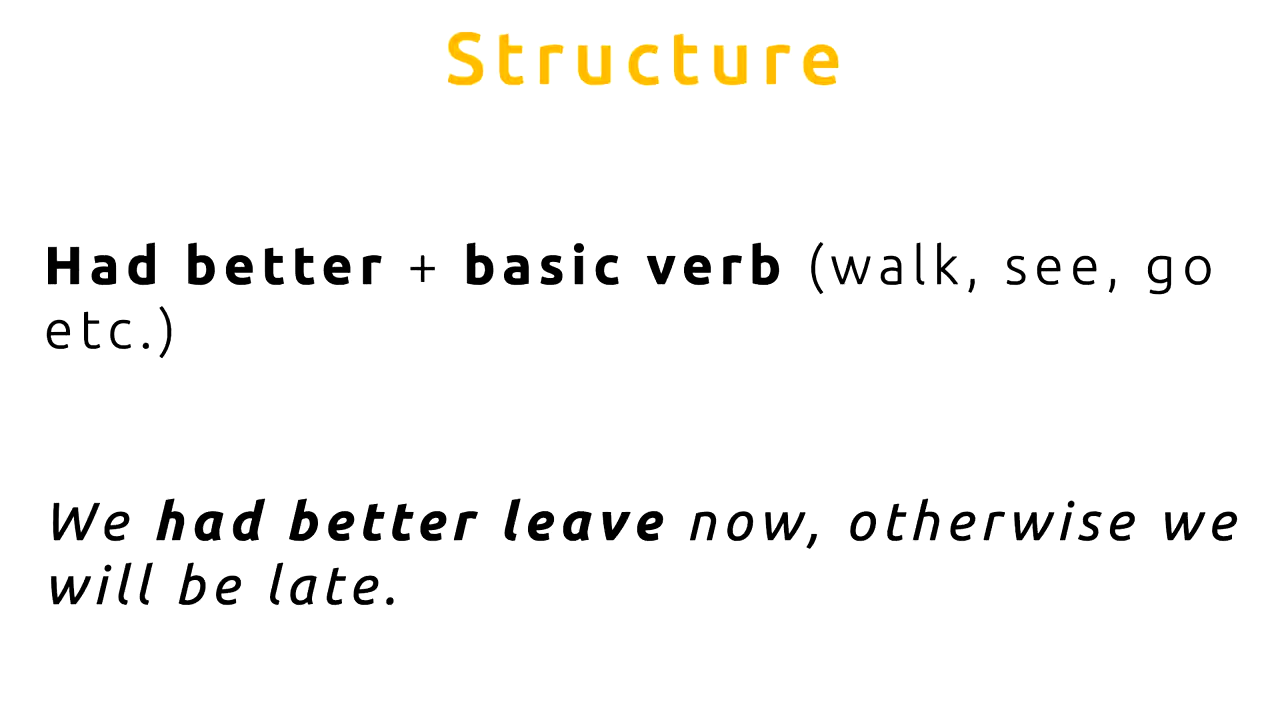 Structure
Had better + basic verb (walk, see, go
etc.)
We had better leave now, otherwise we
will be late.